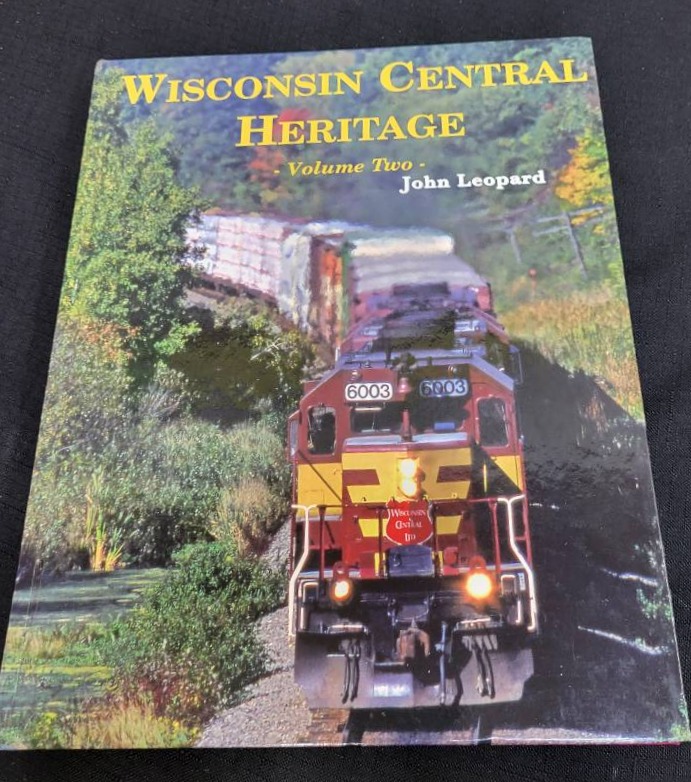 WISCONSIN CENTRAL
HERITAGE
- Volume Two -
John Leopard
6003 6003
WISCONSIN
CENTRAL
LTD